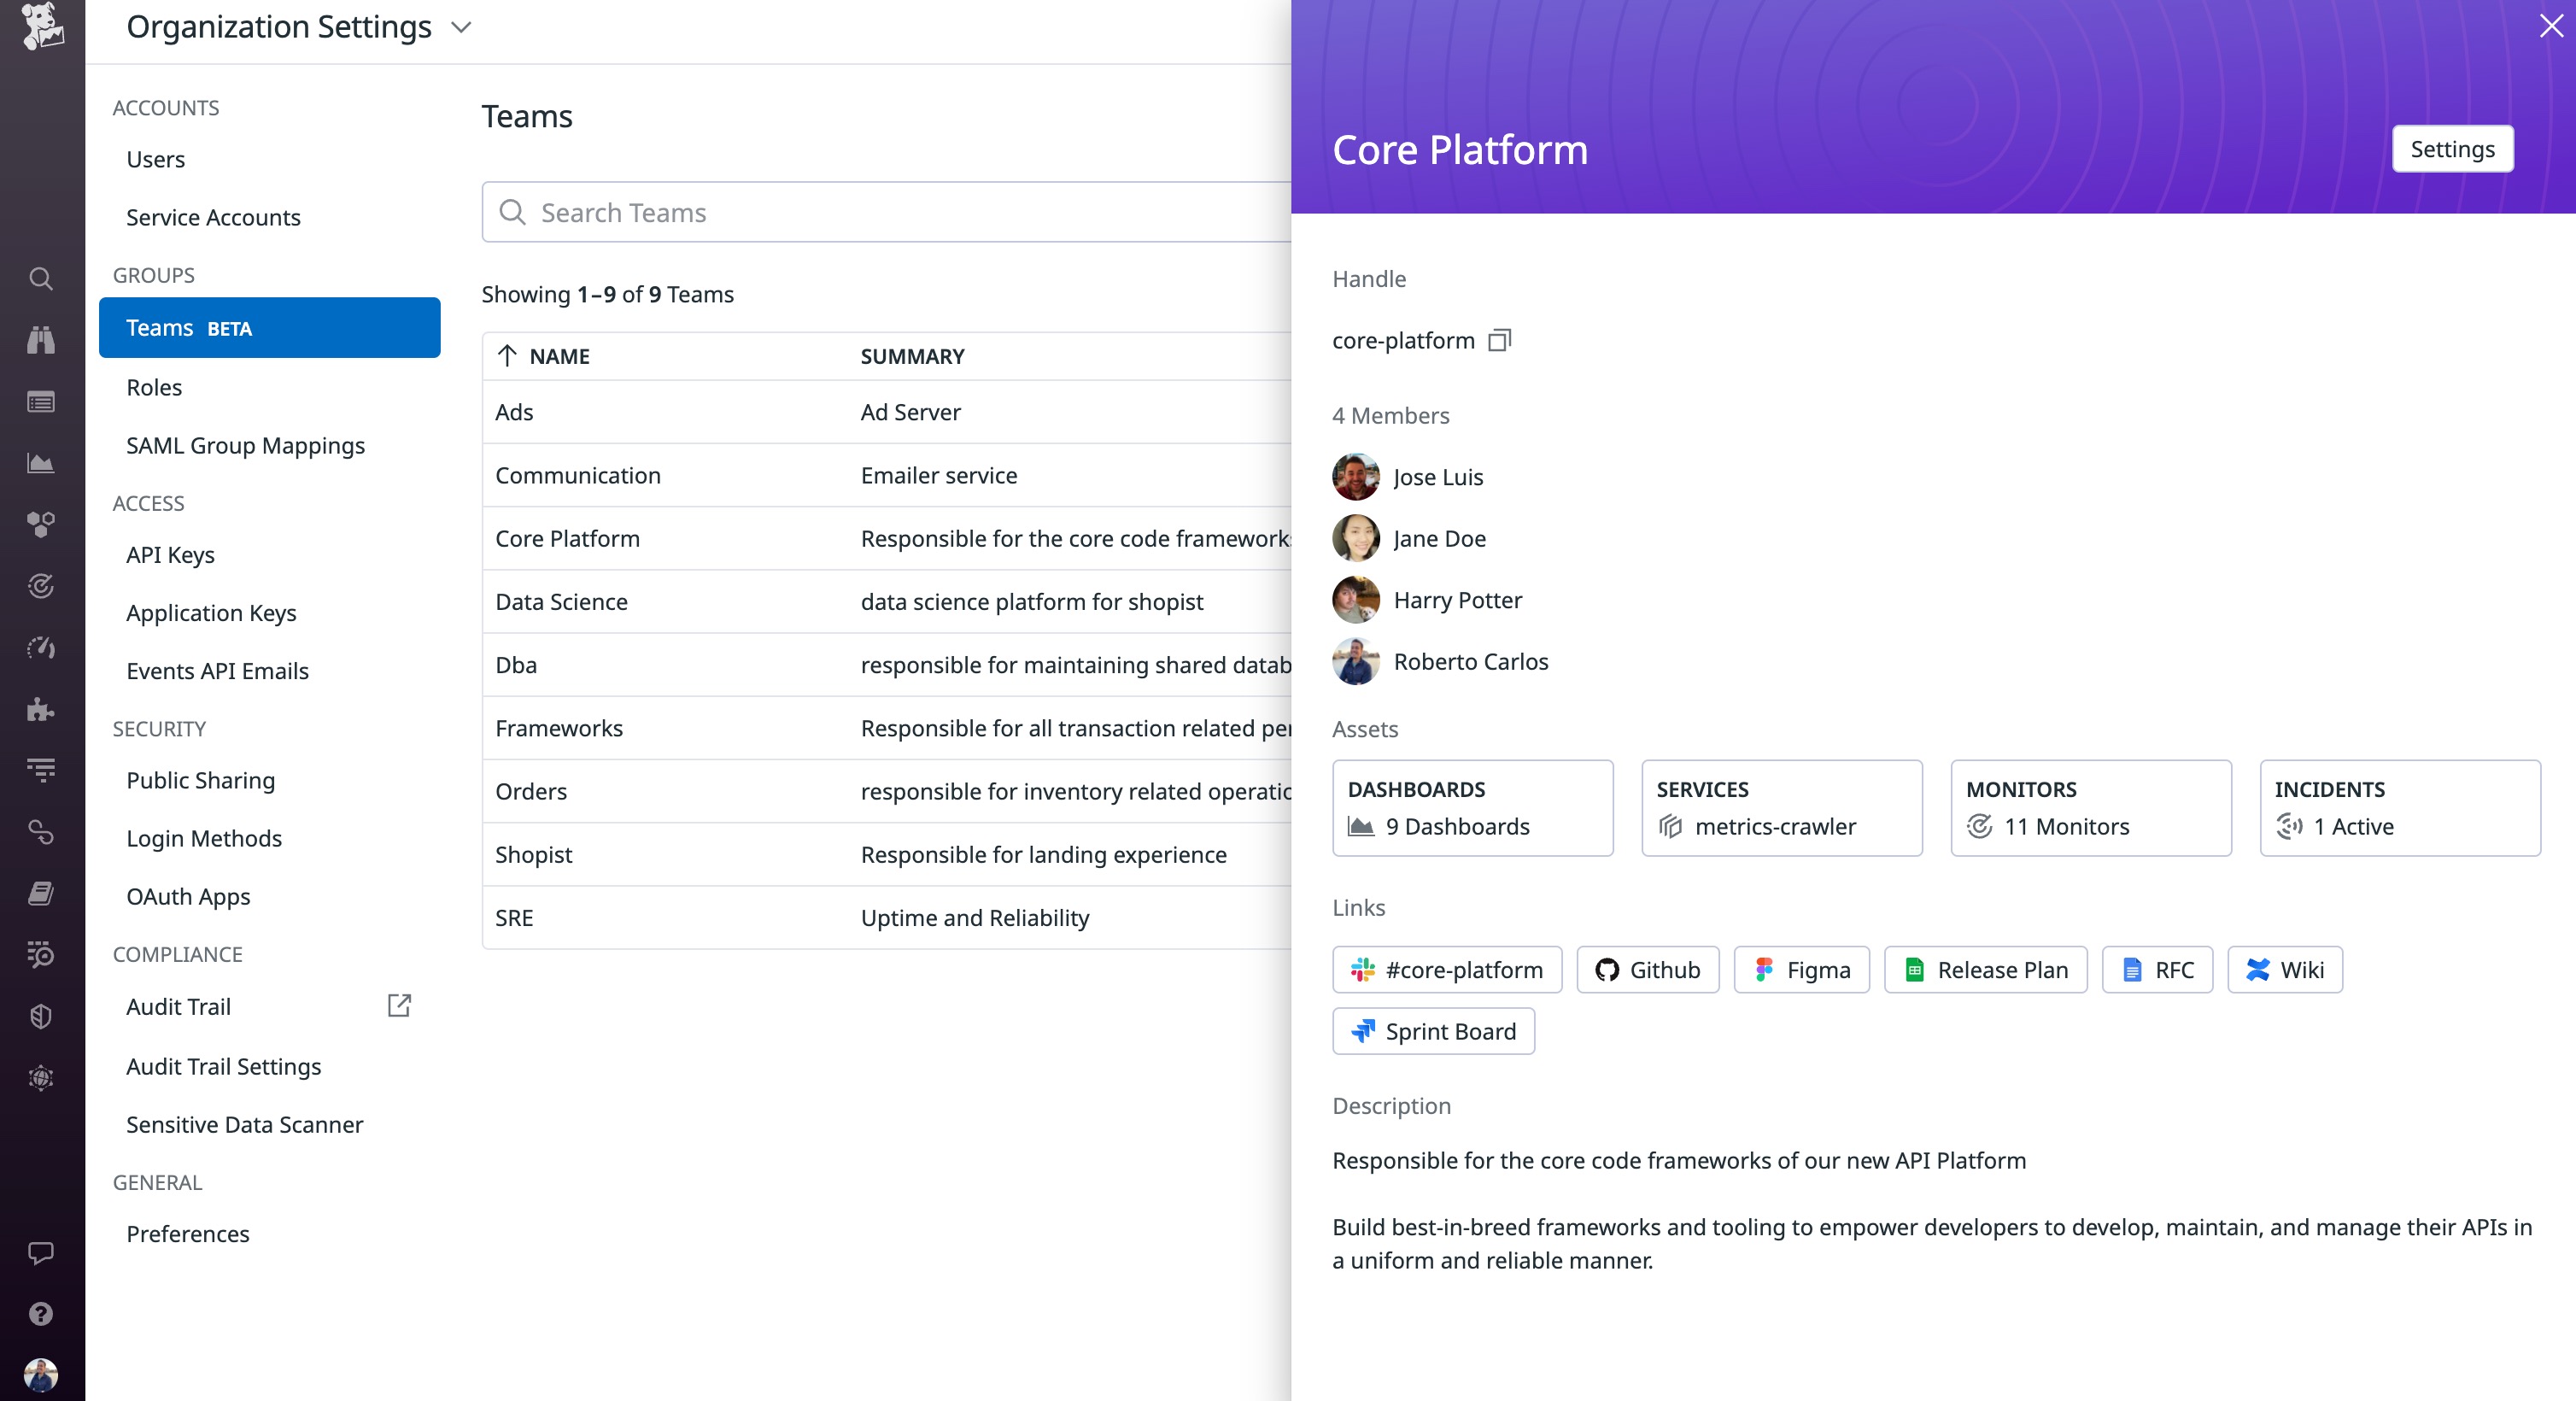 Organization Settings
ACCOUNTS
Users
Service Accounts
GROUPS
Teams BETA
Roles
SAML Group Mappings
ACCESS
API Keys
Application Keys
Events API Emails
SECURITY
Public Sharing
Login Methods
OAuth Apps
COMPLIANCE
Audit Trail
Audit Trail Settings
Sensitive Data Scanner
GENERAL
Preferences
Teams
Search Teams
Showing 1–9 of 9 Teams
NAME SUMMARY
Ads Ad Server
Communication Emailer service
Core Platform Responsible for the core code frameworks
Data Science data science platform for shopist
Dba responsible for maintaining shared datab
Frameworks Responsible for all transaction related per
Orders responsible for inventory related operatio
Shopist Responsible for landing experience
SRE Uptime and Reliability
Core Platform
Settings
Handle
core-platform
4 Members
Jose Luis
Jane Doe
Harry Potter
Roberto Carlos
Assets
DASHBOARDS
9 Dashboards
SERVICES
metrics-crawler
MONITORS
11 Monitors
INCIDENTS
1 Active
Links
#core-platform Github Figma Release Plan RFC Wiki
Sprint Board
Description
Responsible for the core code frameworks of our new API Platform
Build best-in-breed frameworks and tooling to empower developers to develop, maintain, and manage their APIs in
a uniform and reliable manner.